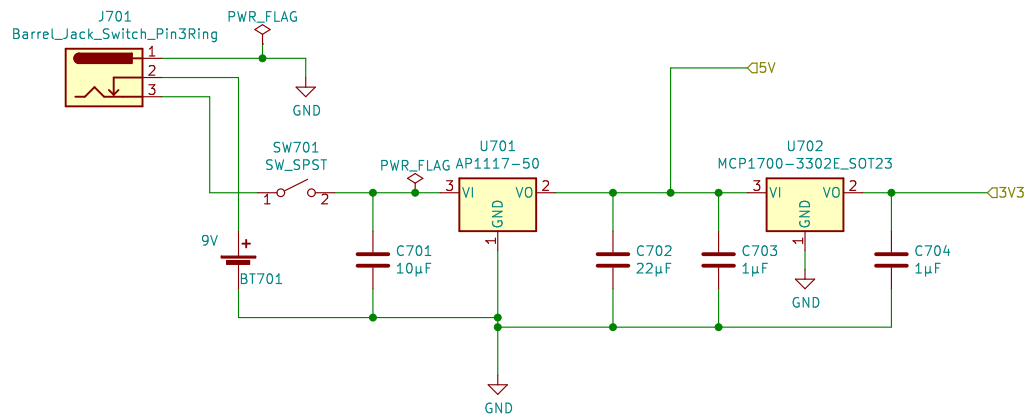 J701
Barrel_Jack_Switch_Pin3Ring
1
2
3
PWR_FLAG
GND
5V
SW701
SW_SPST
1
2
PWR_FLAG
U701
AP1117-50
3
VI
VO
2
GND
1
U702
MCP1700-3302E_SOT23
3
VI
VO
2
GND
1
3V3
9V
+
BT701
C701
10µF
C702
22µF
C703
1µF
C704
1µF
GND
GND